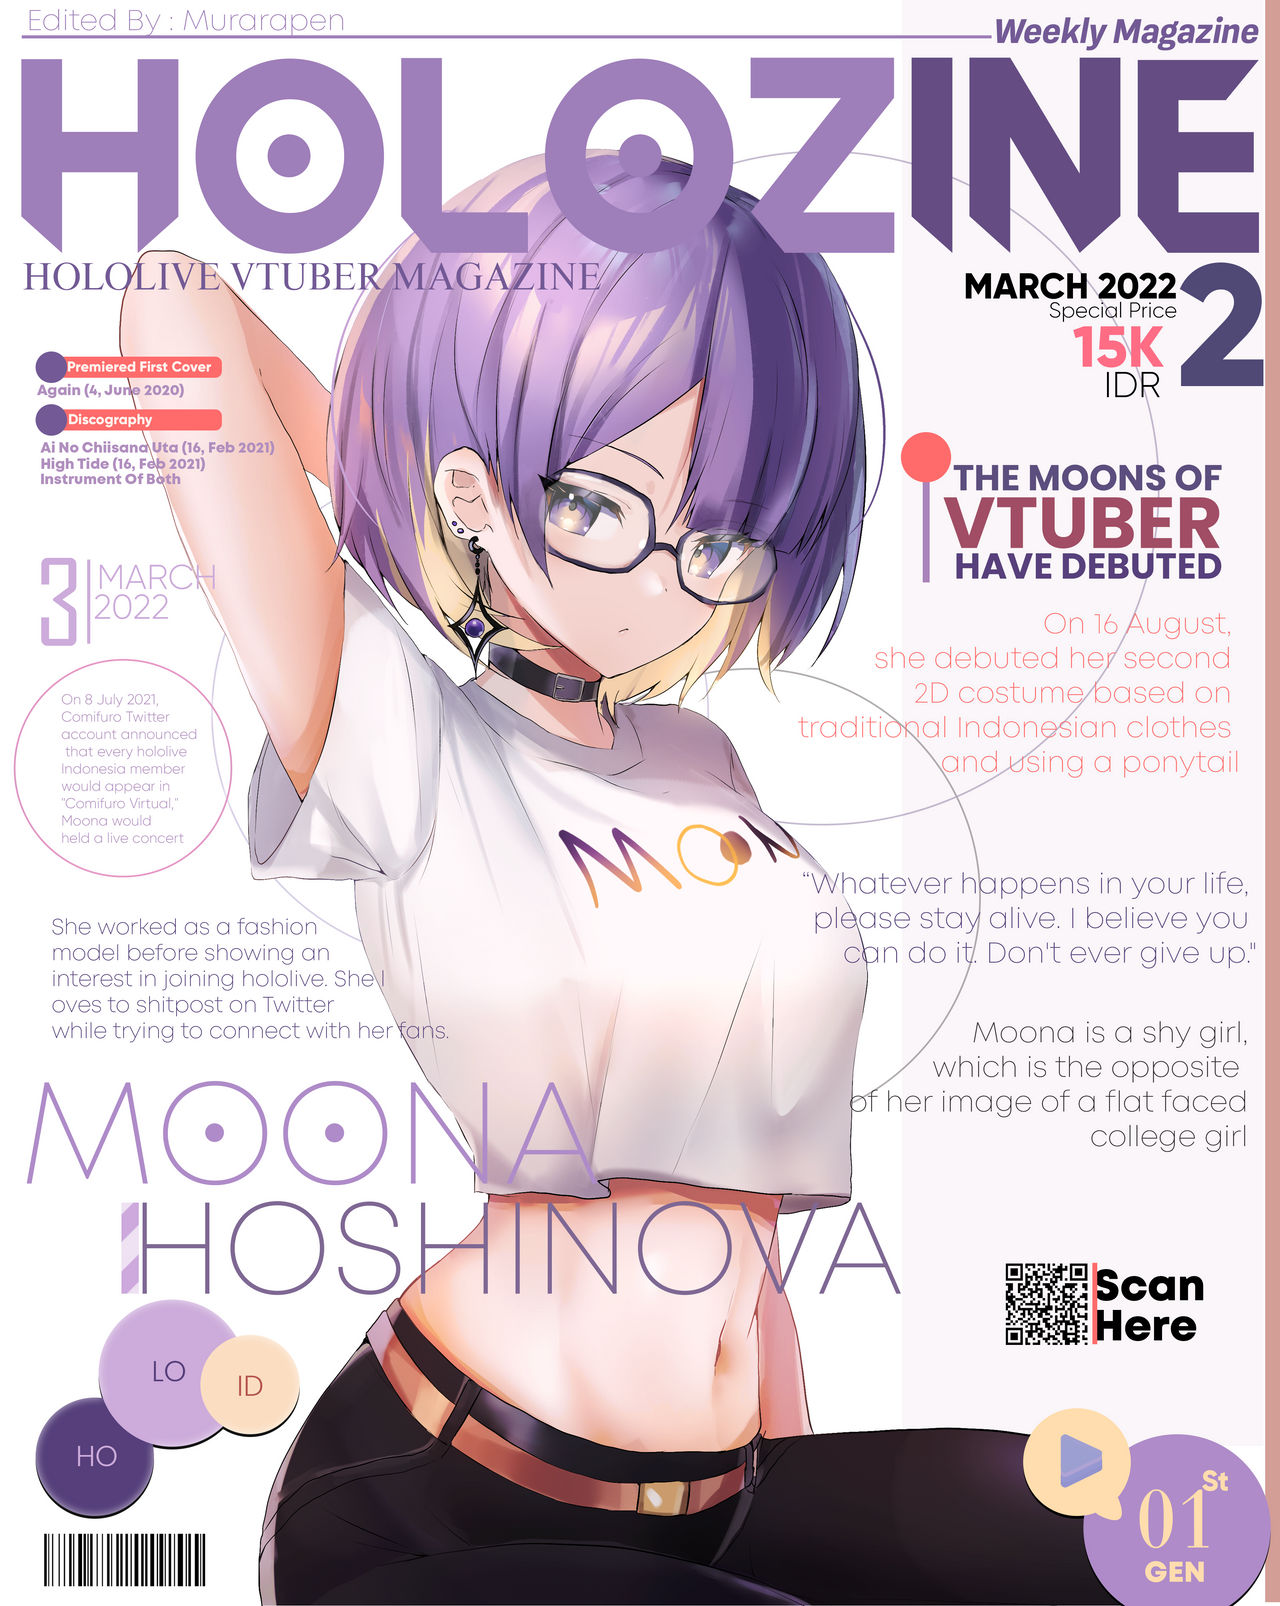 Edited By : Murarapen
Weekly Magazine
HOLOZINE
HOLOLIVE VTUBER MAGAZINE
2
MARCH 2022
Special Price
15K
IDR
Premiered First Cover
Again (4, June 2020)
Discography
Ai No Chiisana Uta (16, Feb 2021)
High Tide (16, Feb 2021)
Instrument Of Both
THE MOONS OF
VTUBER
HAVE DEBUTED
3 MARCH
2022
On 16 August,
she debuted her second
2D costume based on
traditional Indonesian clothes
and using a ponytail
On 8 July 2021,
Comifuro Twitter
account announced
that every hololive
Indonesia member
would appear in
"Comifuro Virtual,"
Moona would
held a live concert
MOON
“Whatever happens in your life,
please stay alive. I believe you
can do it. Don't ever give up."
She worked as a fashion
model before showing an
interest in joining hololive. She l
oves to shitpost on Twitter
while trying to connect with her fans.
Moona is a shy girl,
which is the opposite
of her image of a flat faced
college girl
MOONA
HOSHINOVA
Scan
Here
HO
LO
ID
01St
GEN